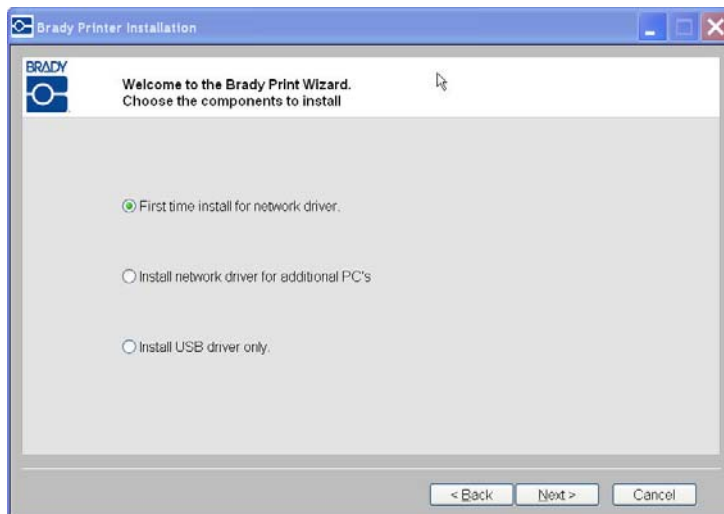 Brady Printer Installation
BRADY
Welcome to the Brady Print Wizard.
Choose the components to install
First time install for network driver.
Install network driver for additional PC's
Install USB driver only.
< Back
Next >
Cancel